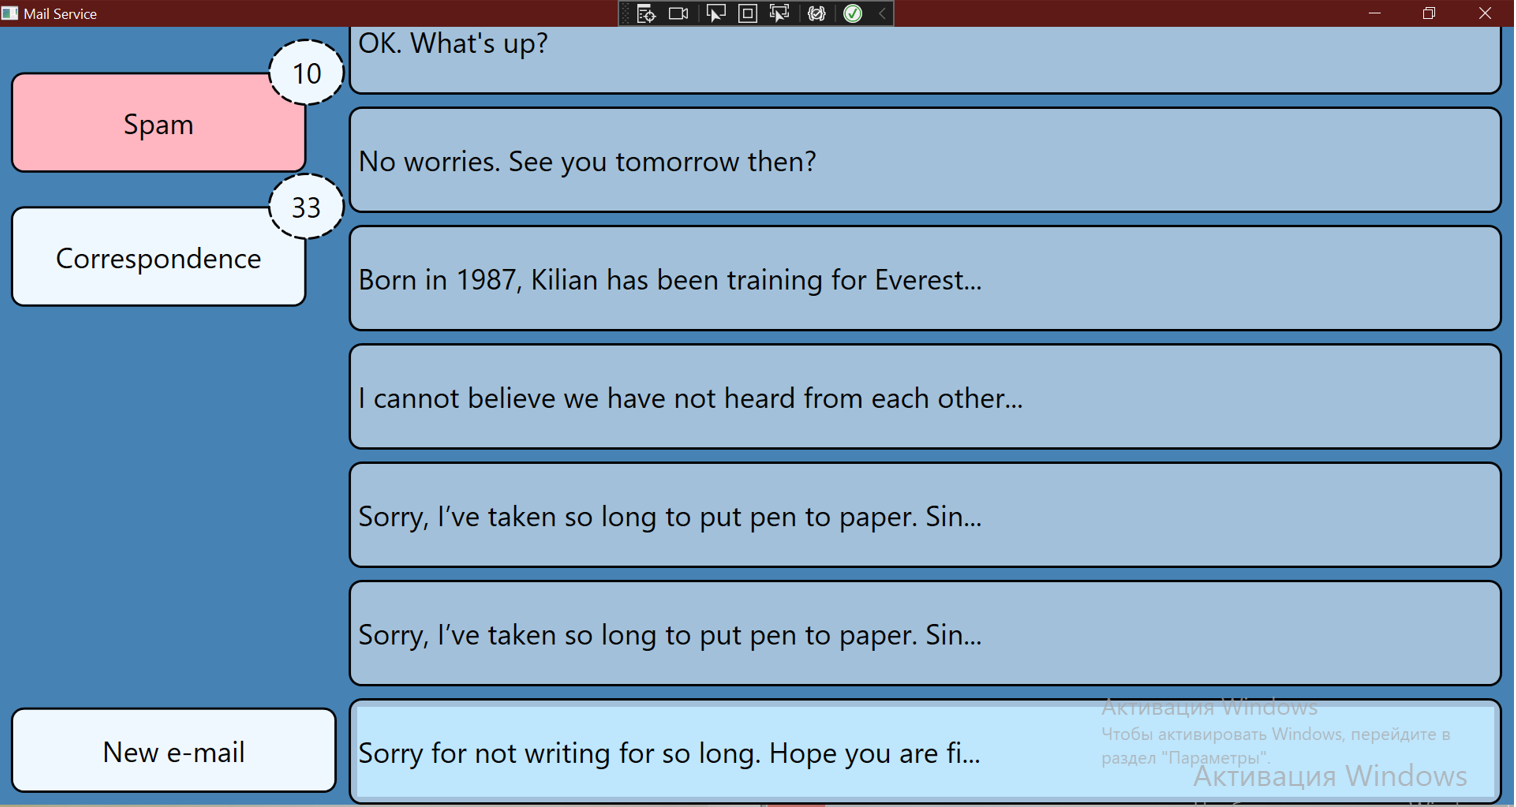 Mail Service
OK. What's up?
10
Spam
No worries. See you tomorrow then?
33
Correspondence
Born in 1987, Kilian has been training for Everest...
I cannot believe we have not heard from each other...
Sorry, I’ve taken so long to put pen to paper. Sin...
Sorry, I’ve taken so long to put pen to paper. Sin...
New e-mail
Sorry for not writing for so long. Hope you are fi...
Активация Windows
Чтобы активировать Windows, перейдите в
раздел "Параметры".
Активация Windows